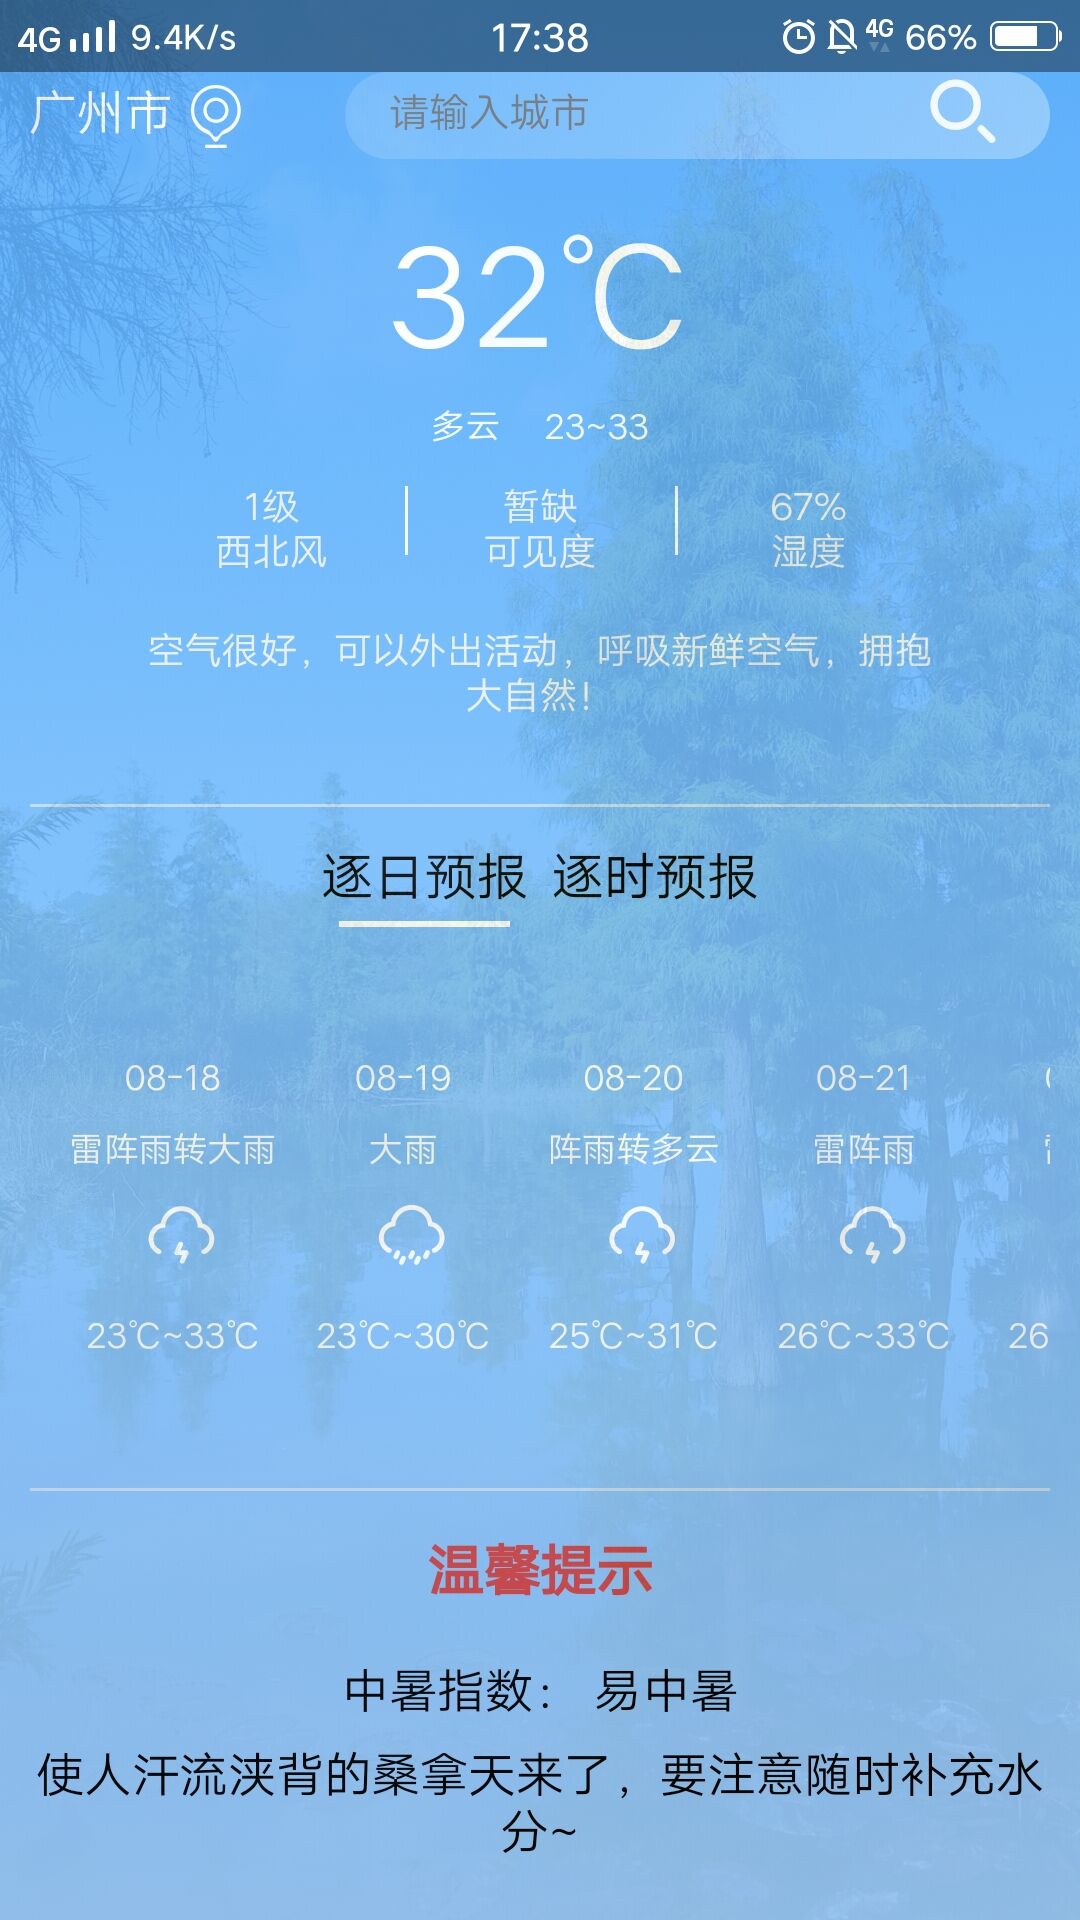 4G 9.4K/s 17:38 4G 66%
广州市 请输入城市
32℃
多云 23~33
1级 暂缺 67%
西北风 可见度 湿度
空气很好，可以外出活动，呼吸新鲜空气，拥抱
大自然！
逐日预报 逐时预报
08-18 08-19 08-20 08-21
雷阵雨转大雨 大雨 阵雨转多云 雷阵雨
23℃~33℃ 23℃~30℃ 25℃~31℃ 26℃~33℃ 26
温馨提示
中暑指数： 易中暑
使人汗流浃背的桑拿天来了，要注意随时补充水
分~